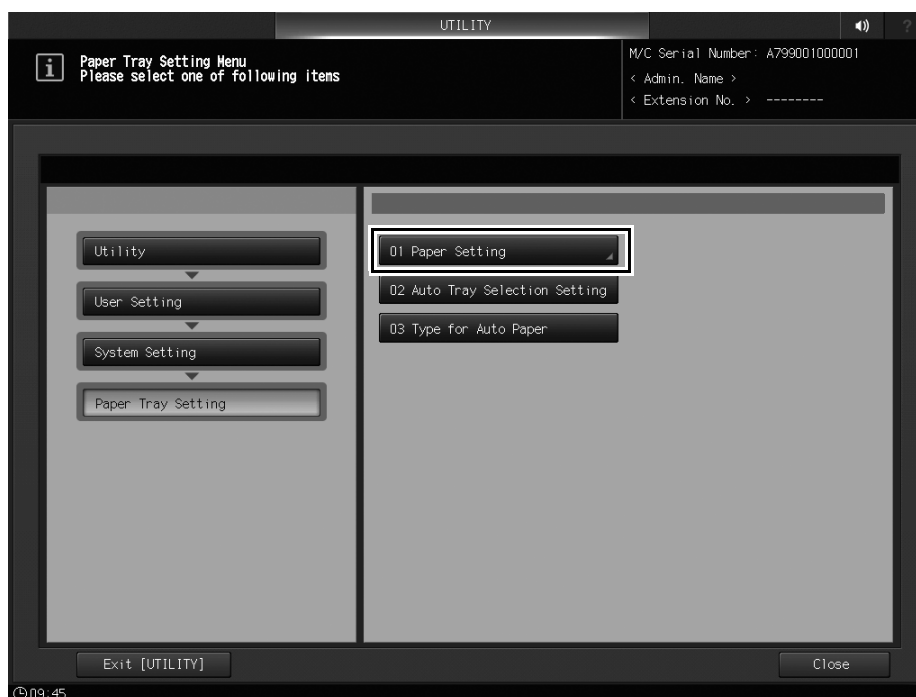 UTILITY
?
i
Paper Tray Setting Menu
Please select one of following items
M/C Serial Number: A799001000001
< Admin. Name >
< Extension No. > --------
Utility
User Setting
System Setting
Paper Tray Setting
01 Paper Setting
02 Auto Tray Selection Setting
03 Type for Auto Paper
Exit [UTILITY]
Close
09:45